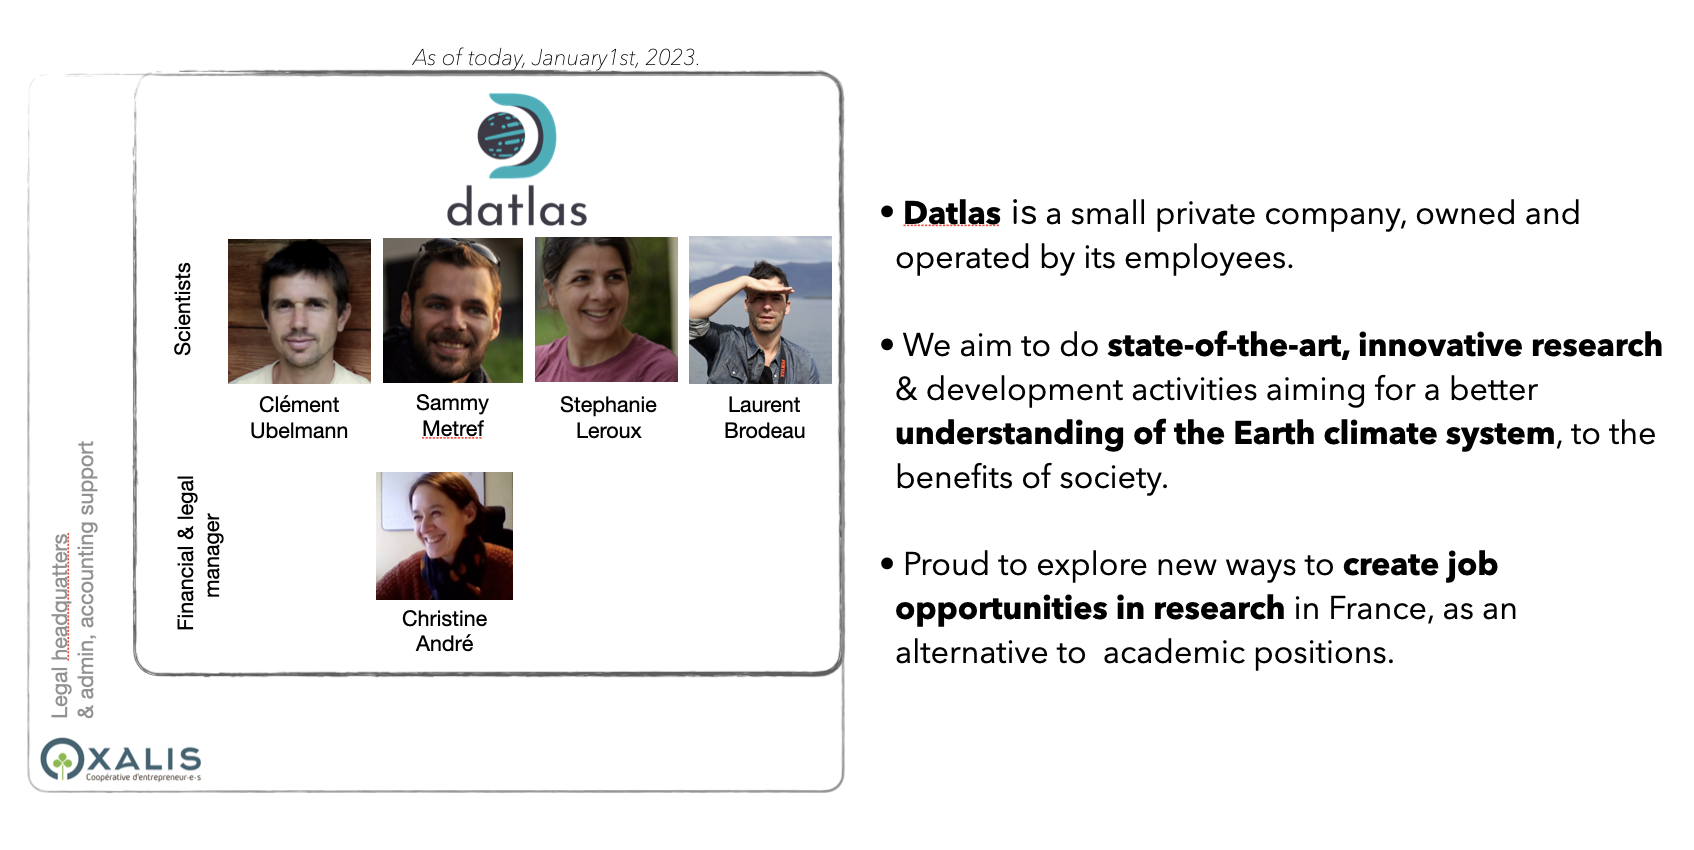 As of today, January1st, 2023.
datlas
Scientists
Clément
Ubelmann
Sammy
Metref
Stephanie
Leroux
Laurent
Brodeau
Financial & legal
manager
Christine
André
Legal headquatters
& admin, accounting support
OXALIS
Coopérative d'entrepreneur·e·s
• Datlas is a small private company, owned and
operated by its employees.
• We aim to do state-of-the-art, innovative research
& development activities aiming for a better
understanding of the Earth climate system, to the
benefits of society.
• Proud to explore new ways to create job
opportunities in research in France, as an
alternative to  academic positions.